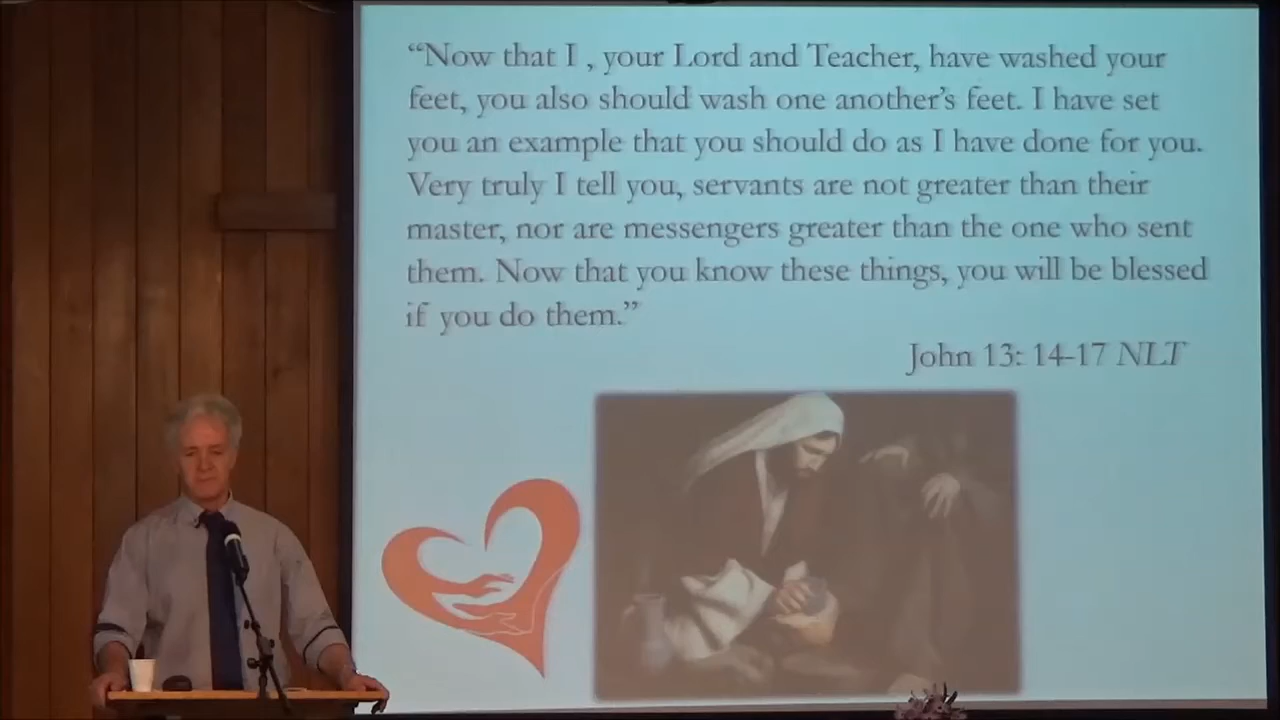 “Now that I , your Lord and Teacher, have washed your
feet, you also should wash one another’s feet. I have set
you an example that you should do as I have done for you.
Very truly I tell you, servants are not greater than their
master, nor are messengers greater than the one who sent
them. Now that you know these things, you will be blessed
if you do them.”
John 13: 14-17 NLT